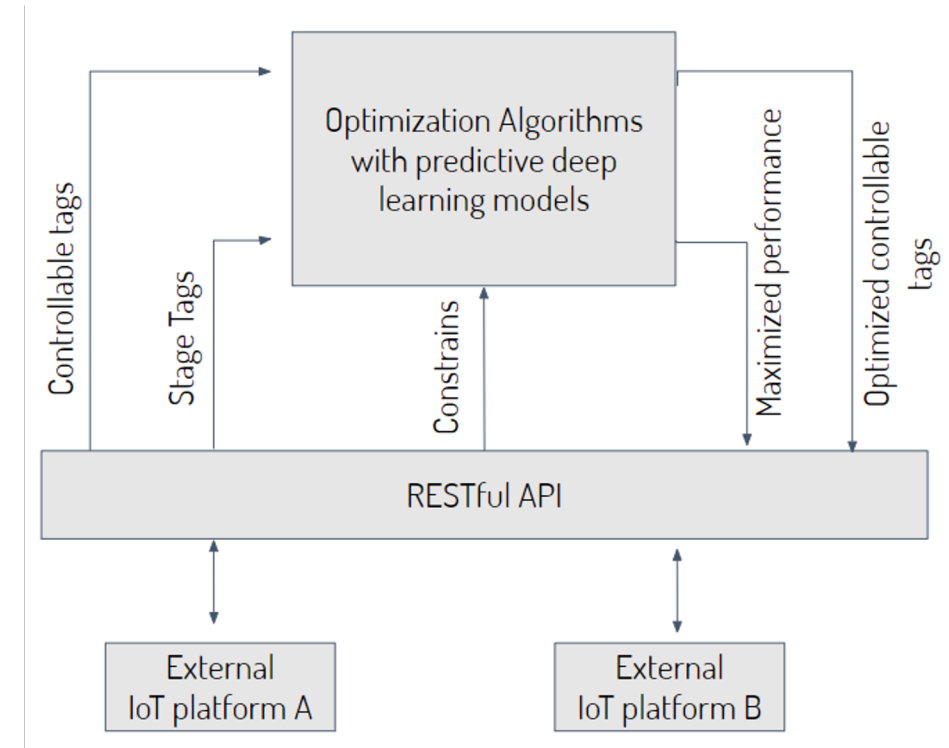 Optimization Algorithms
with predictive deep
learning models
Controllable tags
Stage Tags
Constrains
Maximized performance
Optimized controllable
tags
RESTful API
External
IoT platform A
External
IoT platform B